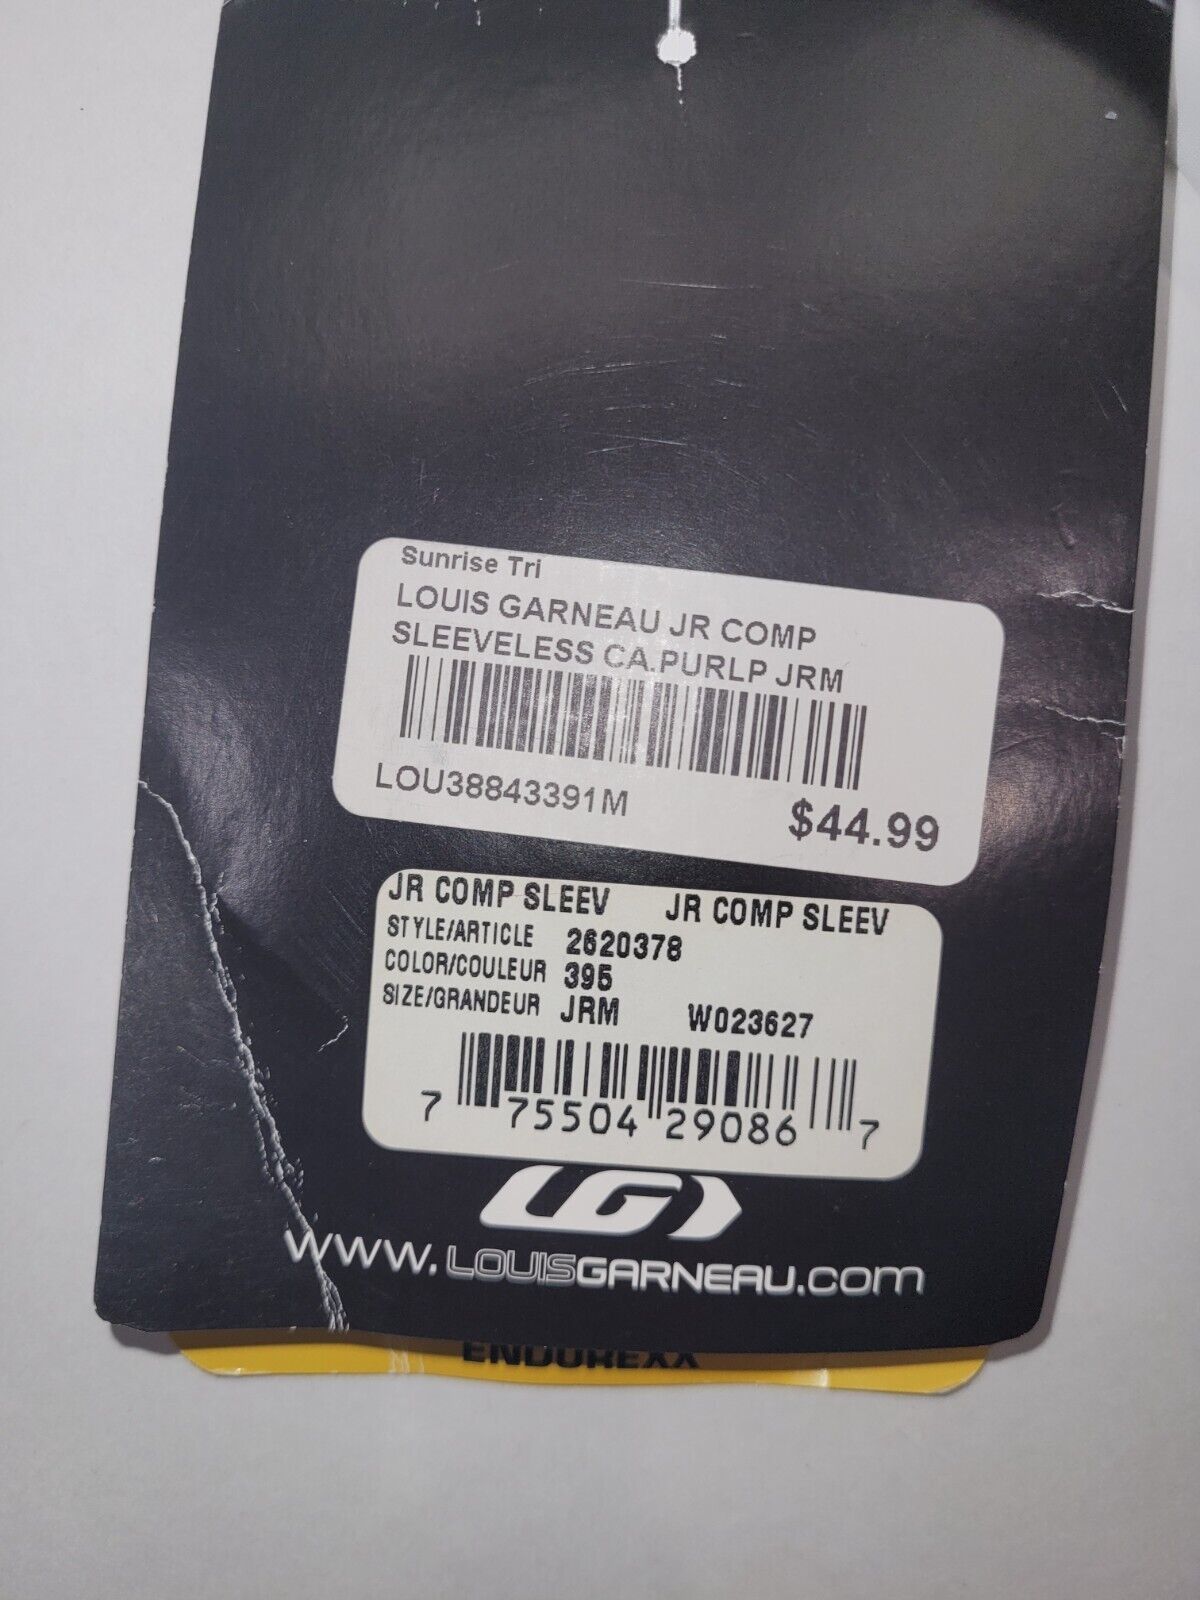 Sunrise Tri
LOUIS GARNEAU JR COMP
SLEEVELESS CA.PURLP JRM
LOU38843391M
$44.99
JR COMP SLEEV JR COMP SLEEV
STYLE/ARTICLE 2620378
COLOR/COULEUR 395
SIZE/GRANDEUR JRM W023627
7 75504 29086 7
LG
www.LOUISGARNEAU.com
ENDUREXX